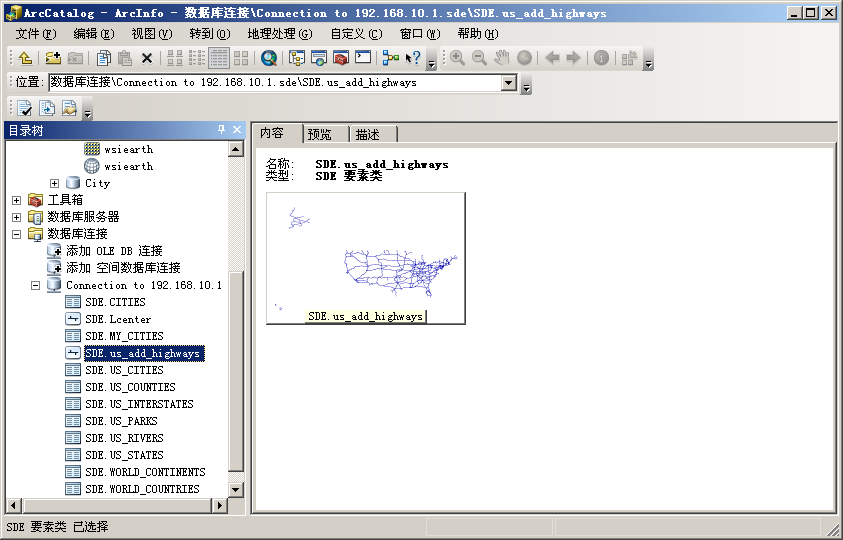 ArcCatalog - ArcInfo - 数据库连接\Connection to 192.168.10.1.sde\SDE.us_add_highways
文件(F) 编辑(E) 视图(V) 转到(G) 地理处理(G) 自定义(C) 窗口(W) 帮助(H)
位置: 数据库连接\Connection to 192.168.10.1.sde\SDE.us_add_highways
目录树
wsiearth
wsiearth
City
工具箱
数据库服务器
数据库连接
添加 OLE DB 连接
添加 空间数据库连接
Connection to 192.168.10.1
SDE.CITIES
SDE.Lcenter
SDE.MY_CITIES
SDE.us_add_highways
SDE.US_CITIES
SDE.US_COUNTIES
SDE.US_INTERSTATES
SDE.US_PARKS
SDE.US_RIVERS
SDE.US_STATES
SDE.WORLD_CONTINENTS
SDE.WORLD_COUNTRIES
内容 预览 描述
名称: SDE.us_add_highways
类型: SDE 要素类
SDE.us_add_highways
SDE 要素类 已选择